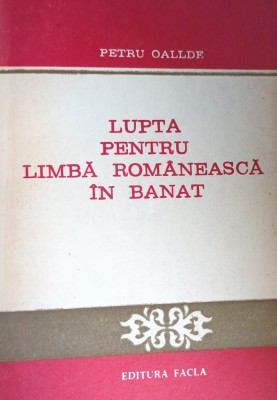 PETRU OALLDE
LUPTA
PENTRU
LIMBĂ ROMÂNEASCĂ
ÎN BANAT
EDITURA FACLA